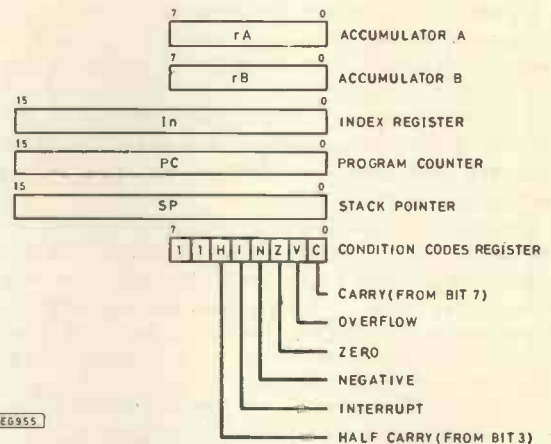 7 0
rA ACCUMULATOR A
7 0
rB ACCUMULATOR B
15 0
In INDEX REGISTER
15 0
PC PROGRAM COUNTER
15 0
SP STACK POINTER
7 0
1 1 H I N Z V C CONDITION CODES REGISTER
CARRY(FROM BIT 7)
OVERFLOW
ZERO
NEGATIVE
INTERRUPT
EG955
HALF CARRY(FROM BIT 3)